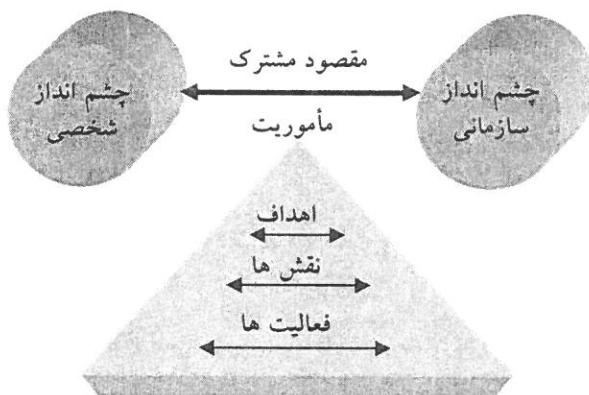 مقصود مشترک
چشم انداز
شخصی
چشم انداز
سازمانی
مأموریت
اهداف
نقش ها
فعالیت ها